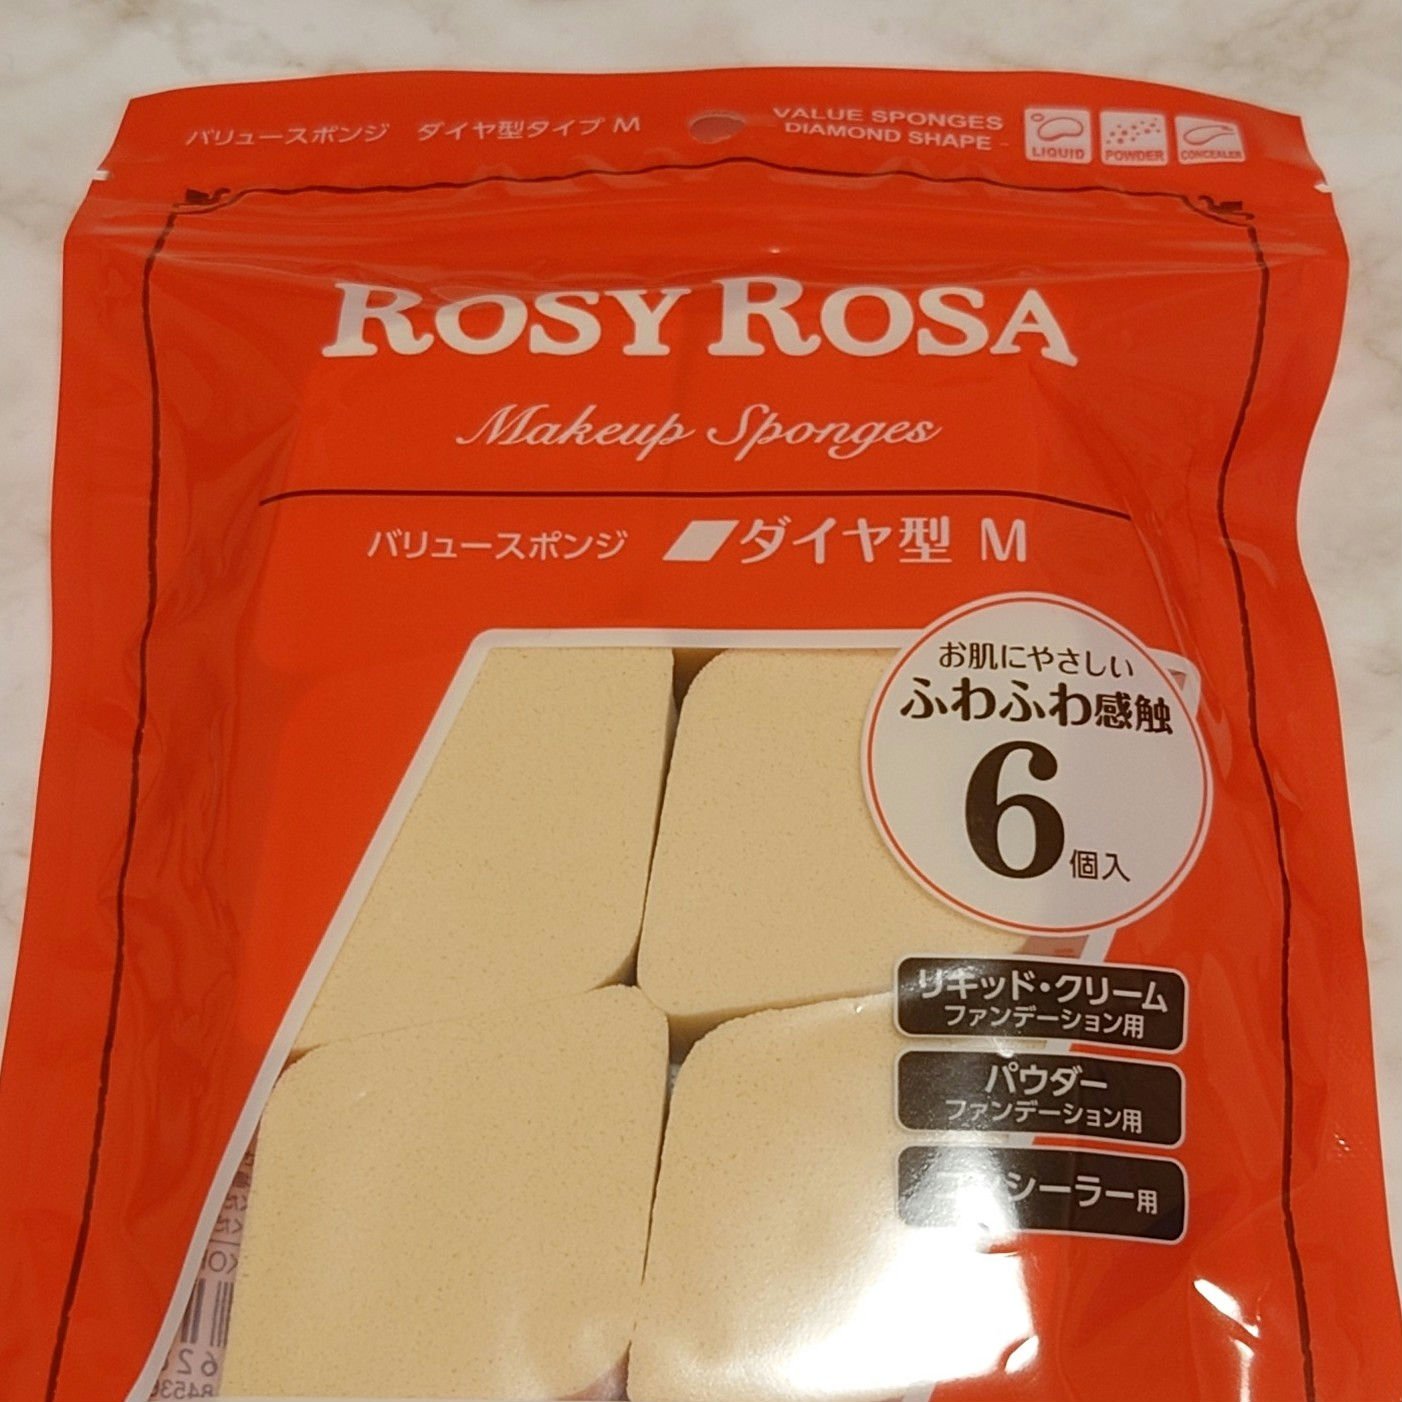 バリュースポンジ ダイヤ型タイプ M
VALUE SPONGES
DIAMOND SHAPE
LIQUID
POWDER
CONCEALER
ROSY ROSA
Makeup Sponges
バリュースポンジ ダイヤ型 M
お肌にやさしい
ふわふわ感触
6個入
リキッド・クリーム
ファンデーション用
パウダー
ファンデーション用
シーラー用